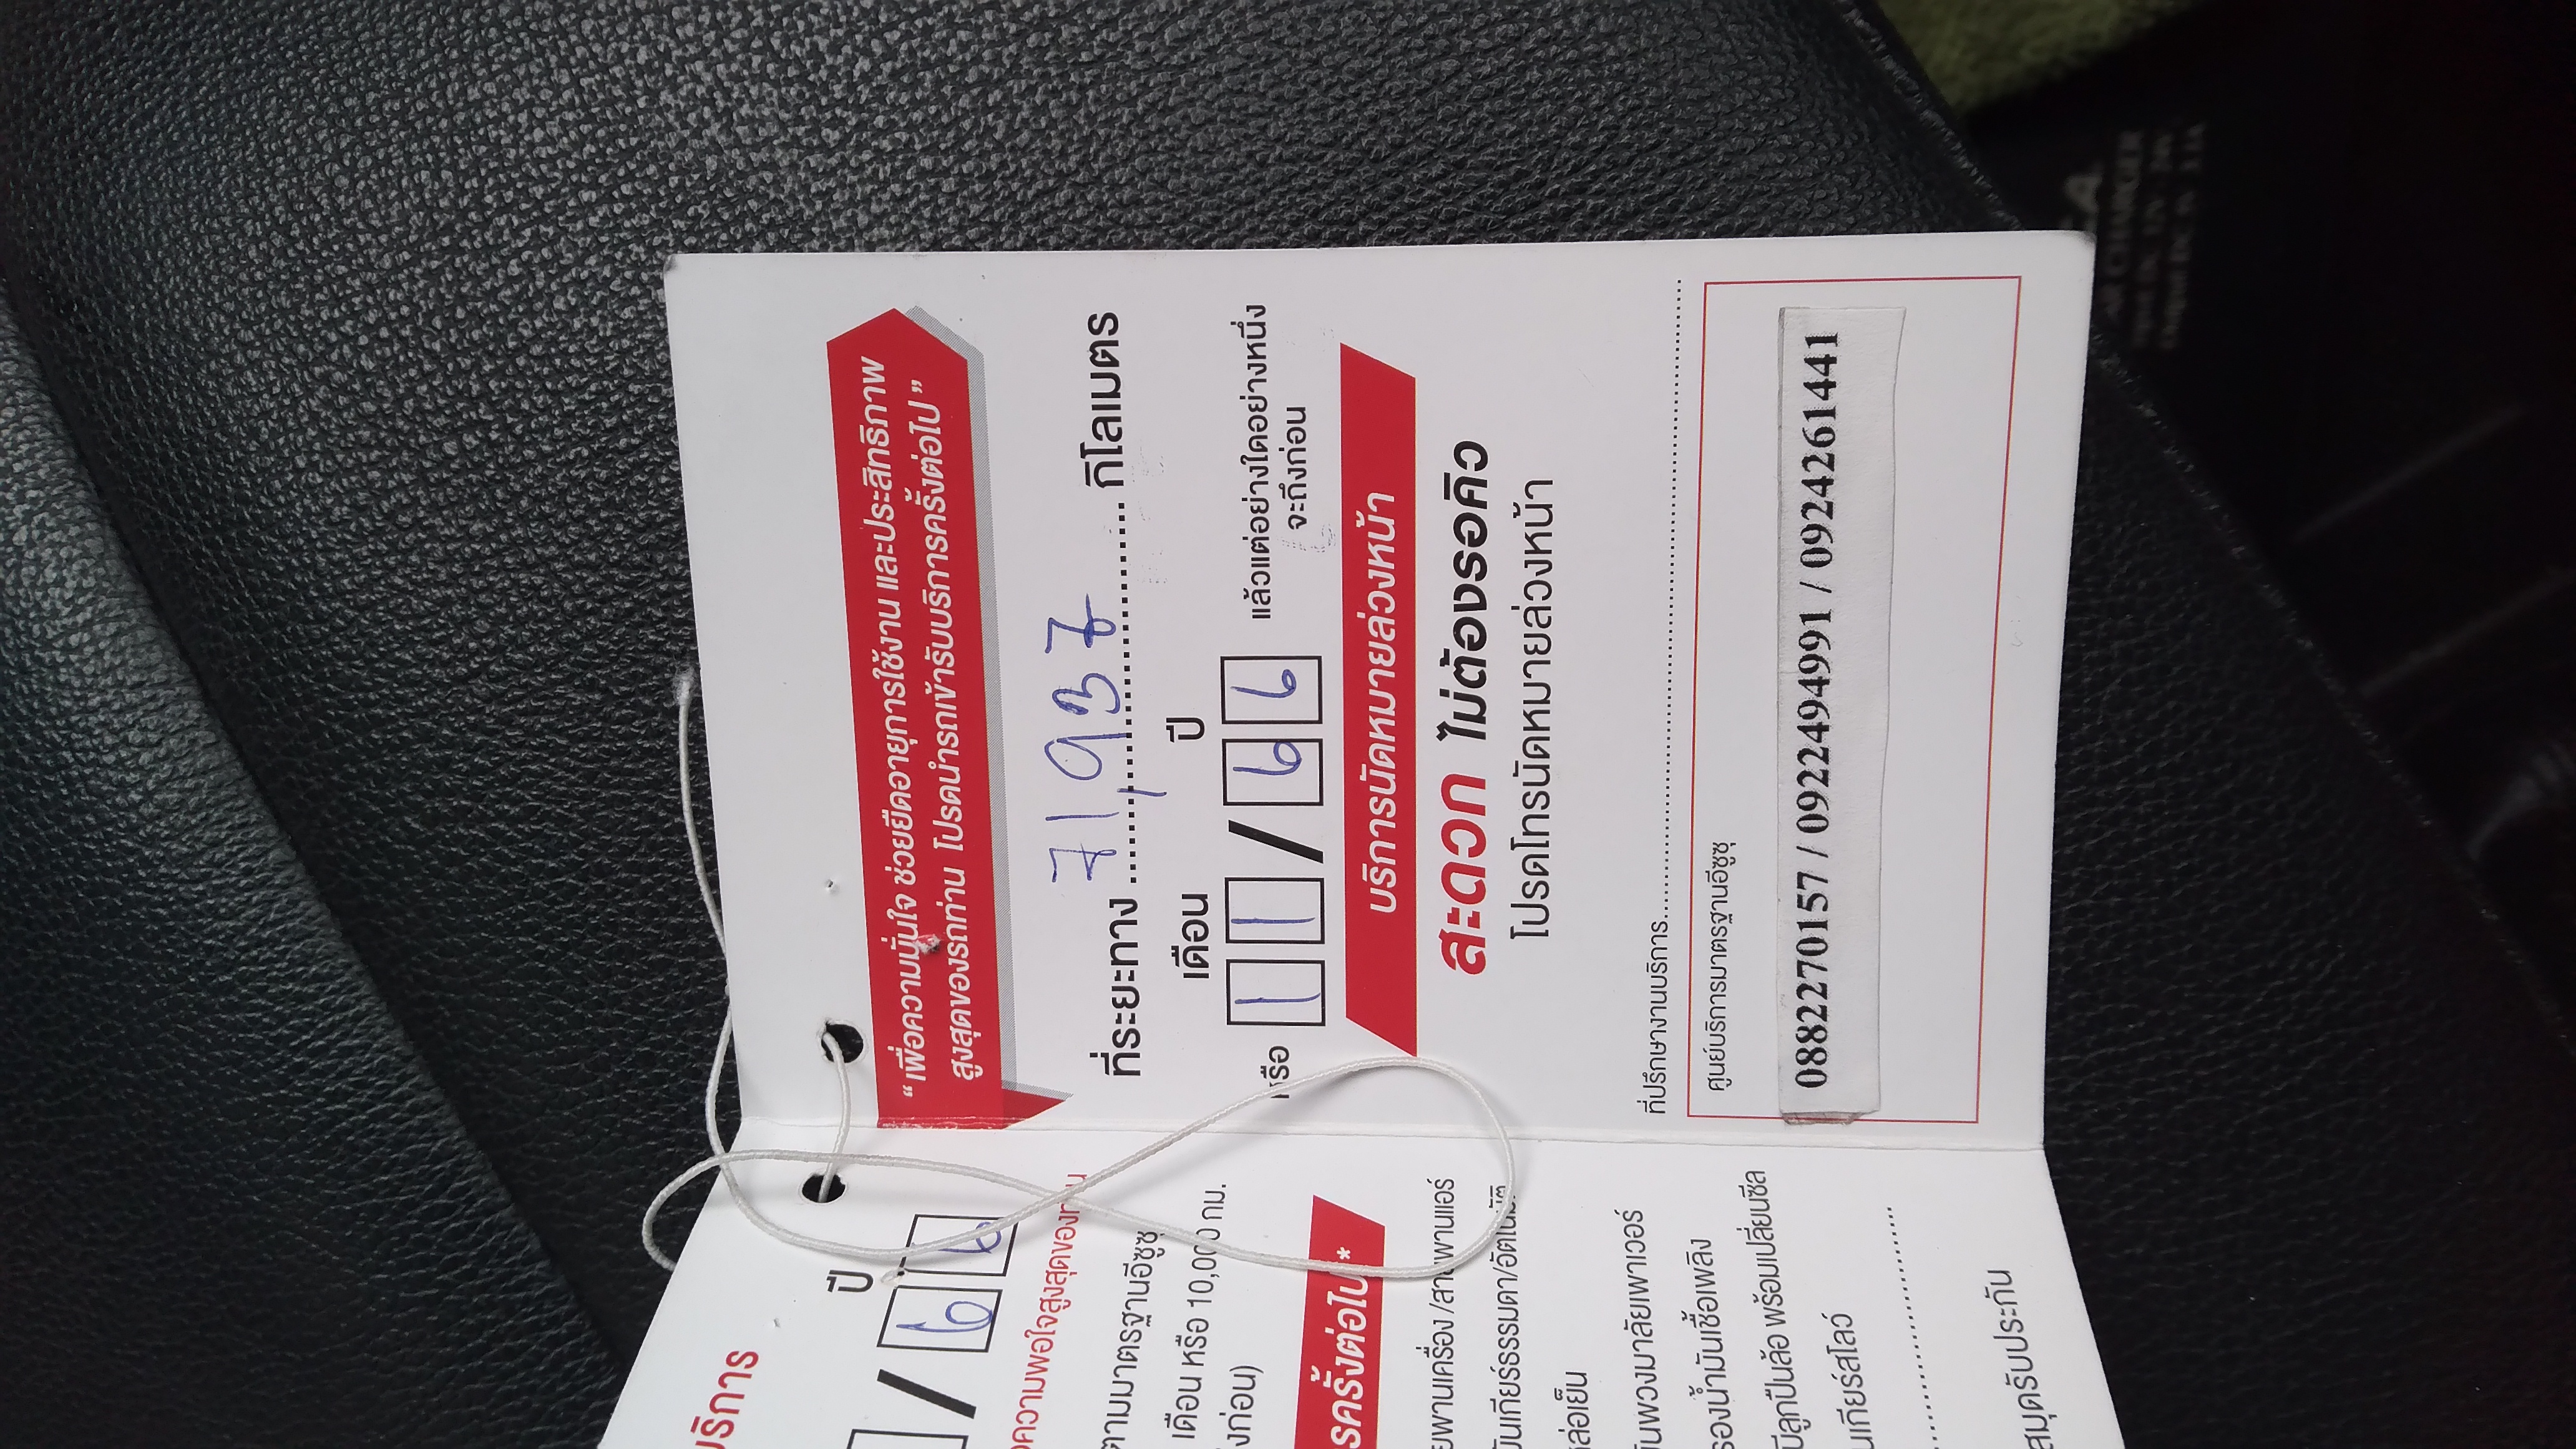 บริการ
ปี
/ 6 6
ความพอใจสูงสุดของท่าน
ตามมาตรฐานอีซูซุ
เดือน หรือ 10,000 กม.
ก่อน)
ครั้งต่อไป *
พานเครื่อง /สายพานแอร์
เกียร์ธรรมดา/อัตโนมัติ
หล่อเย็น
พวงมาลัยเพาเวอร์
กรองน้ำมันเชื้อเพลิง
ลูกปืนล้อ พร้อมเปลี่ยนซีล
เกียร์สโลว์
สมุดรับประกัน
“ เพื่อความมั่นใจ ช่วยยืดอายุการใช้งาน และประสิทธิภาพ
สูงสุดของรถท่าน โปรดนำรถเข้ารับบริการครั้งต่อไป ”
ที่ระยะทาง 71,937 กิโลเมตร
เดือน ปี
หรือ 1 1 / 6 6 แล้วแต่อย่างใดอย่างหนึ่ง
จะถึงก่อน
บริการนัดหมายล่วงหน้า
สะดวก ไม่ต้องรอคิว
โปรดโทรนัดหมายล่วงหน้า
ที่ปรึกษางานบริการ
ศูนย์บริการมาตรฐานอีซูซุ
0882270157 / 0922494991 / 0924261441
CHARGER